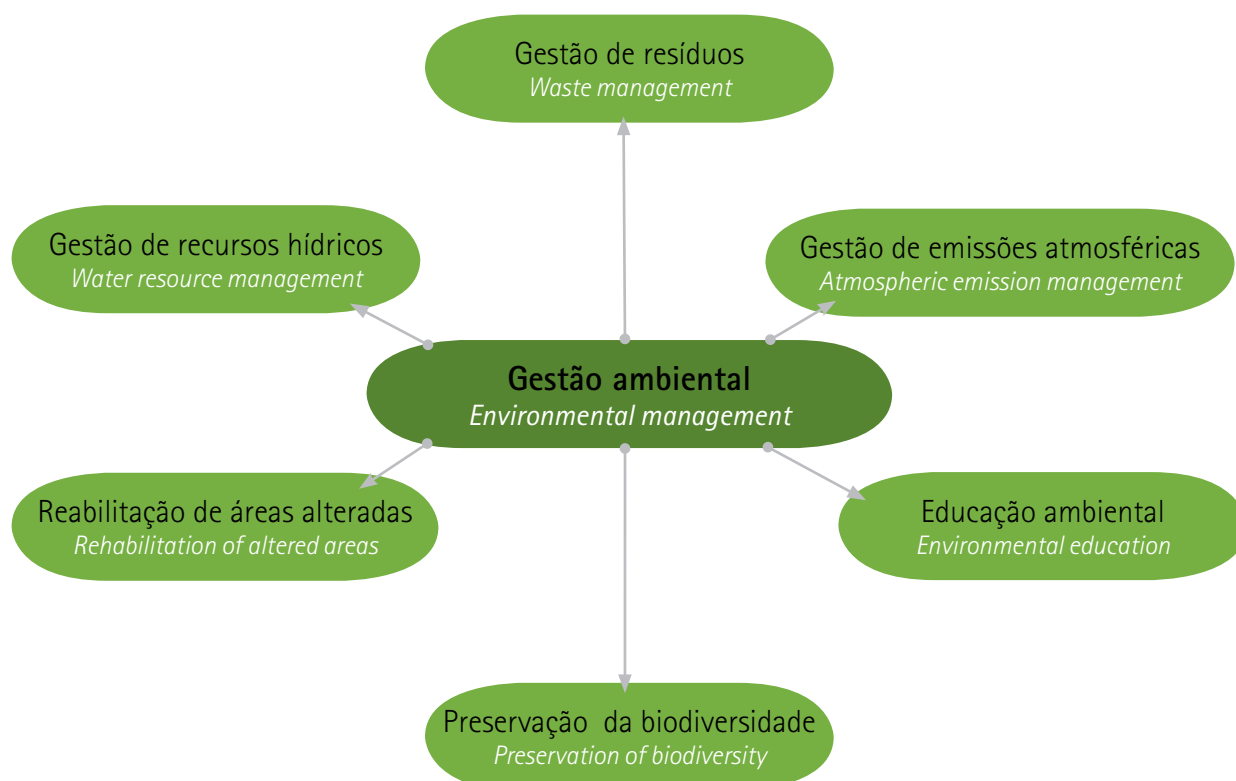 Gestão de resíduos
Waste management
Gestão de recursos hídricos
Water resource management
Gestão de emissões atmosféricas
Atmospheric emission management
Gestão ambiental
Environmental management
Reabilitação de áreas alteradas
Rehabilitation of altered areas
Educação ambiental
Environmental education
Preservação da biodiversidade
Preservation of biodiversity